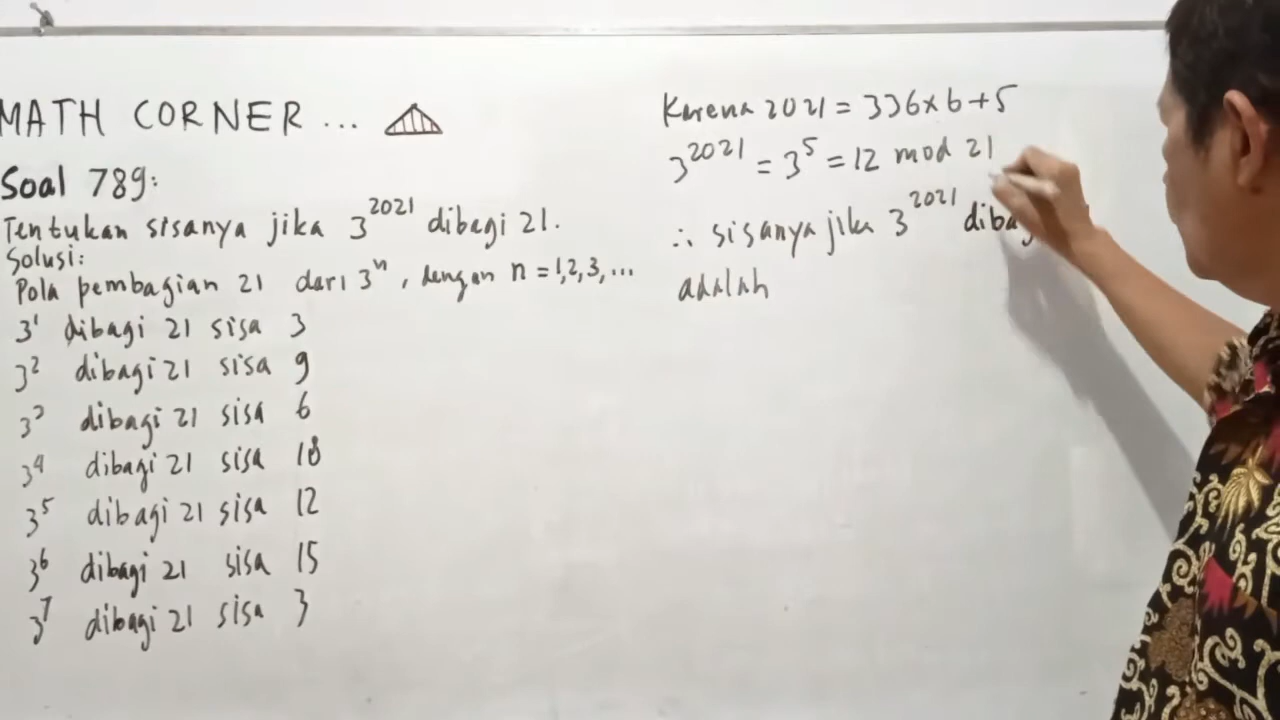 MATH CORNER ...
Soal 789:
Tentukan sisanya jika 3^2021 dibagi 21.
Solusi:
Pola pembagian 21 dari 3^n, dengan n = 1,2,3, ...
3^1 dibagi 21 sisa 3
3^2 dibagi 21 sisa 9
3^3 dibagi 21 sisa 6
3^4 dibagi 21 sisa 18
3^5 dibagi 21 sisa 12
3^6 dibagi 21 sisa 15
3^7 dibagi 21 sisa 3
Karena 2021 = 336 × 6 + 5
3^2021 = 3^5 = 12 mod 21
∴ sisanya jika 3^2021
adalah